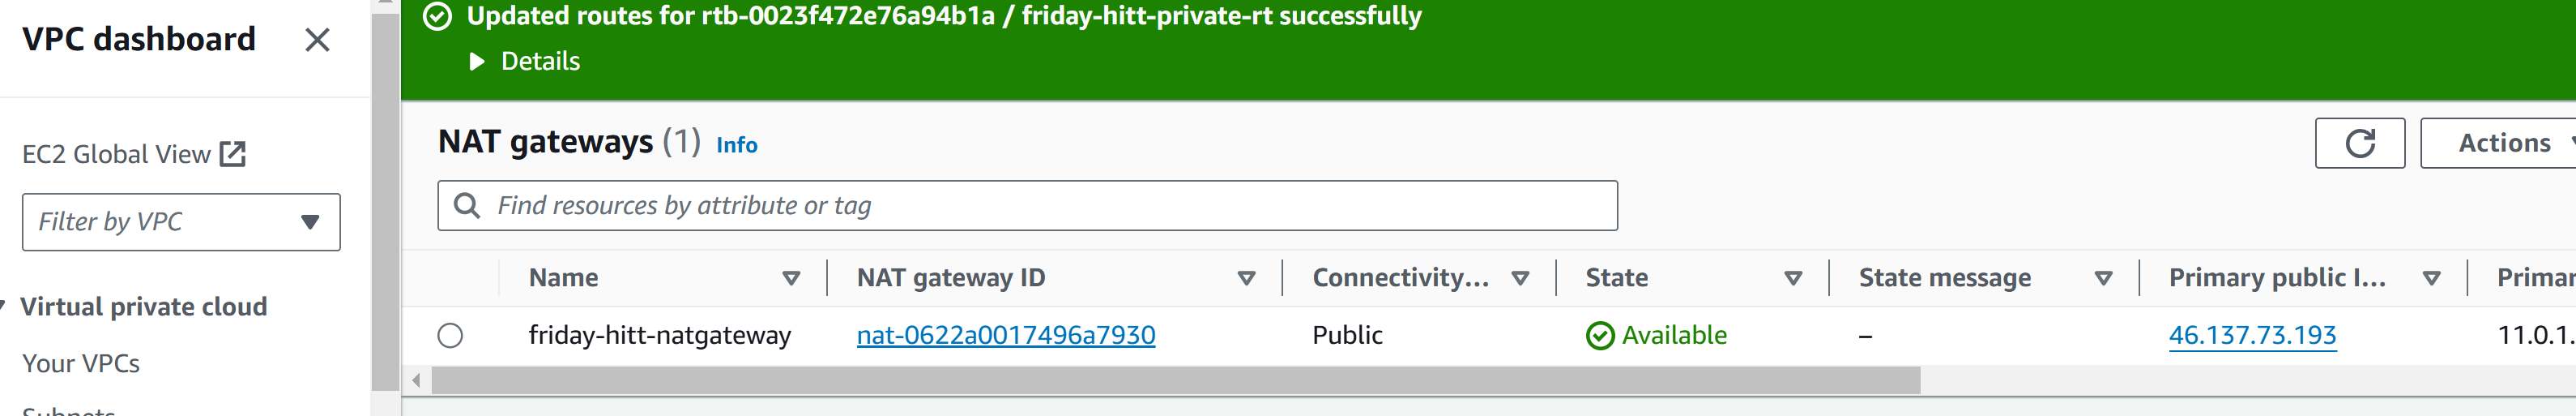 VPC dashboard
EC2 Global View
Filter by VPC
Virtual private cloud
Your VPCs
Subnets
Updated routes for rtb-0023f472e76a94b1a / friday-hitt-private-rt successfully
Details
NAT gateways (1) Info
Actions
Find resources by attribute or tag
Name NAT gateway ID Connectivity... State State message Primary public I... Primar
friday-hitt-natgateway nat-0622a0017496a7930 Public Available – 46.137.73.193 11.0.1.